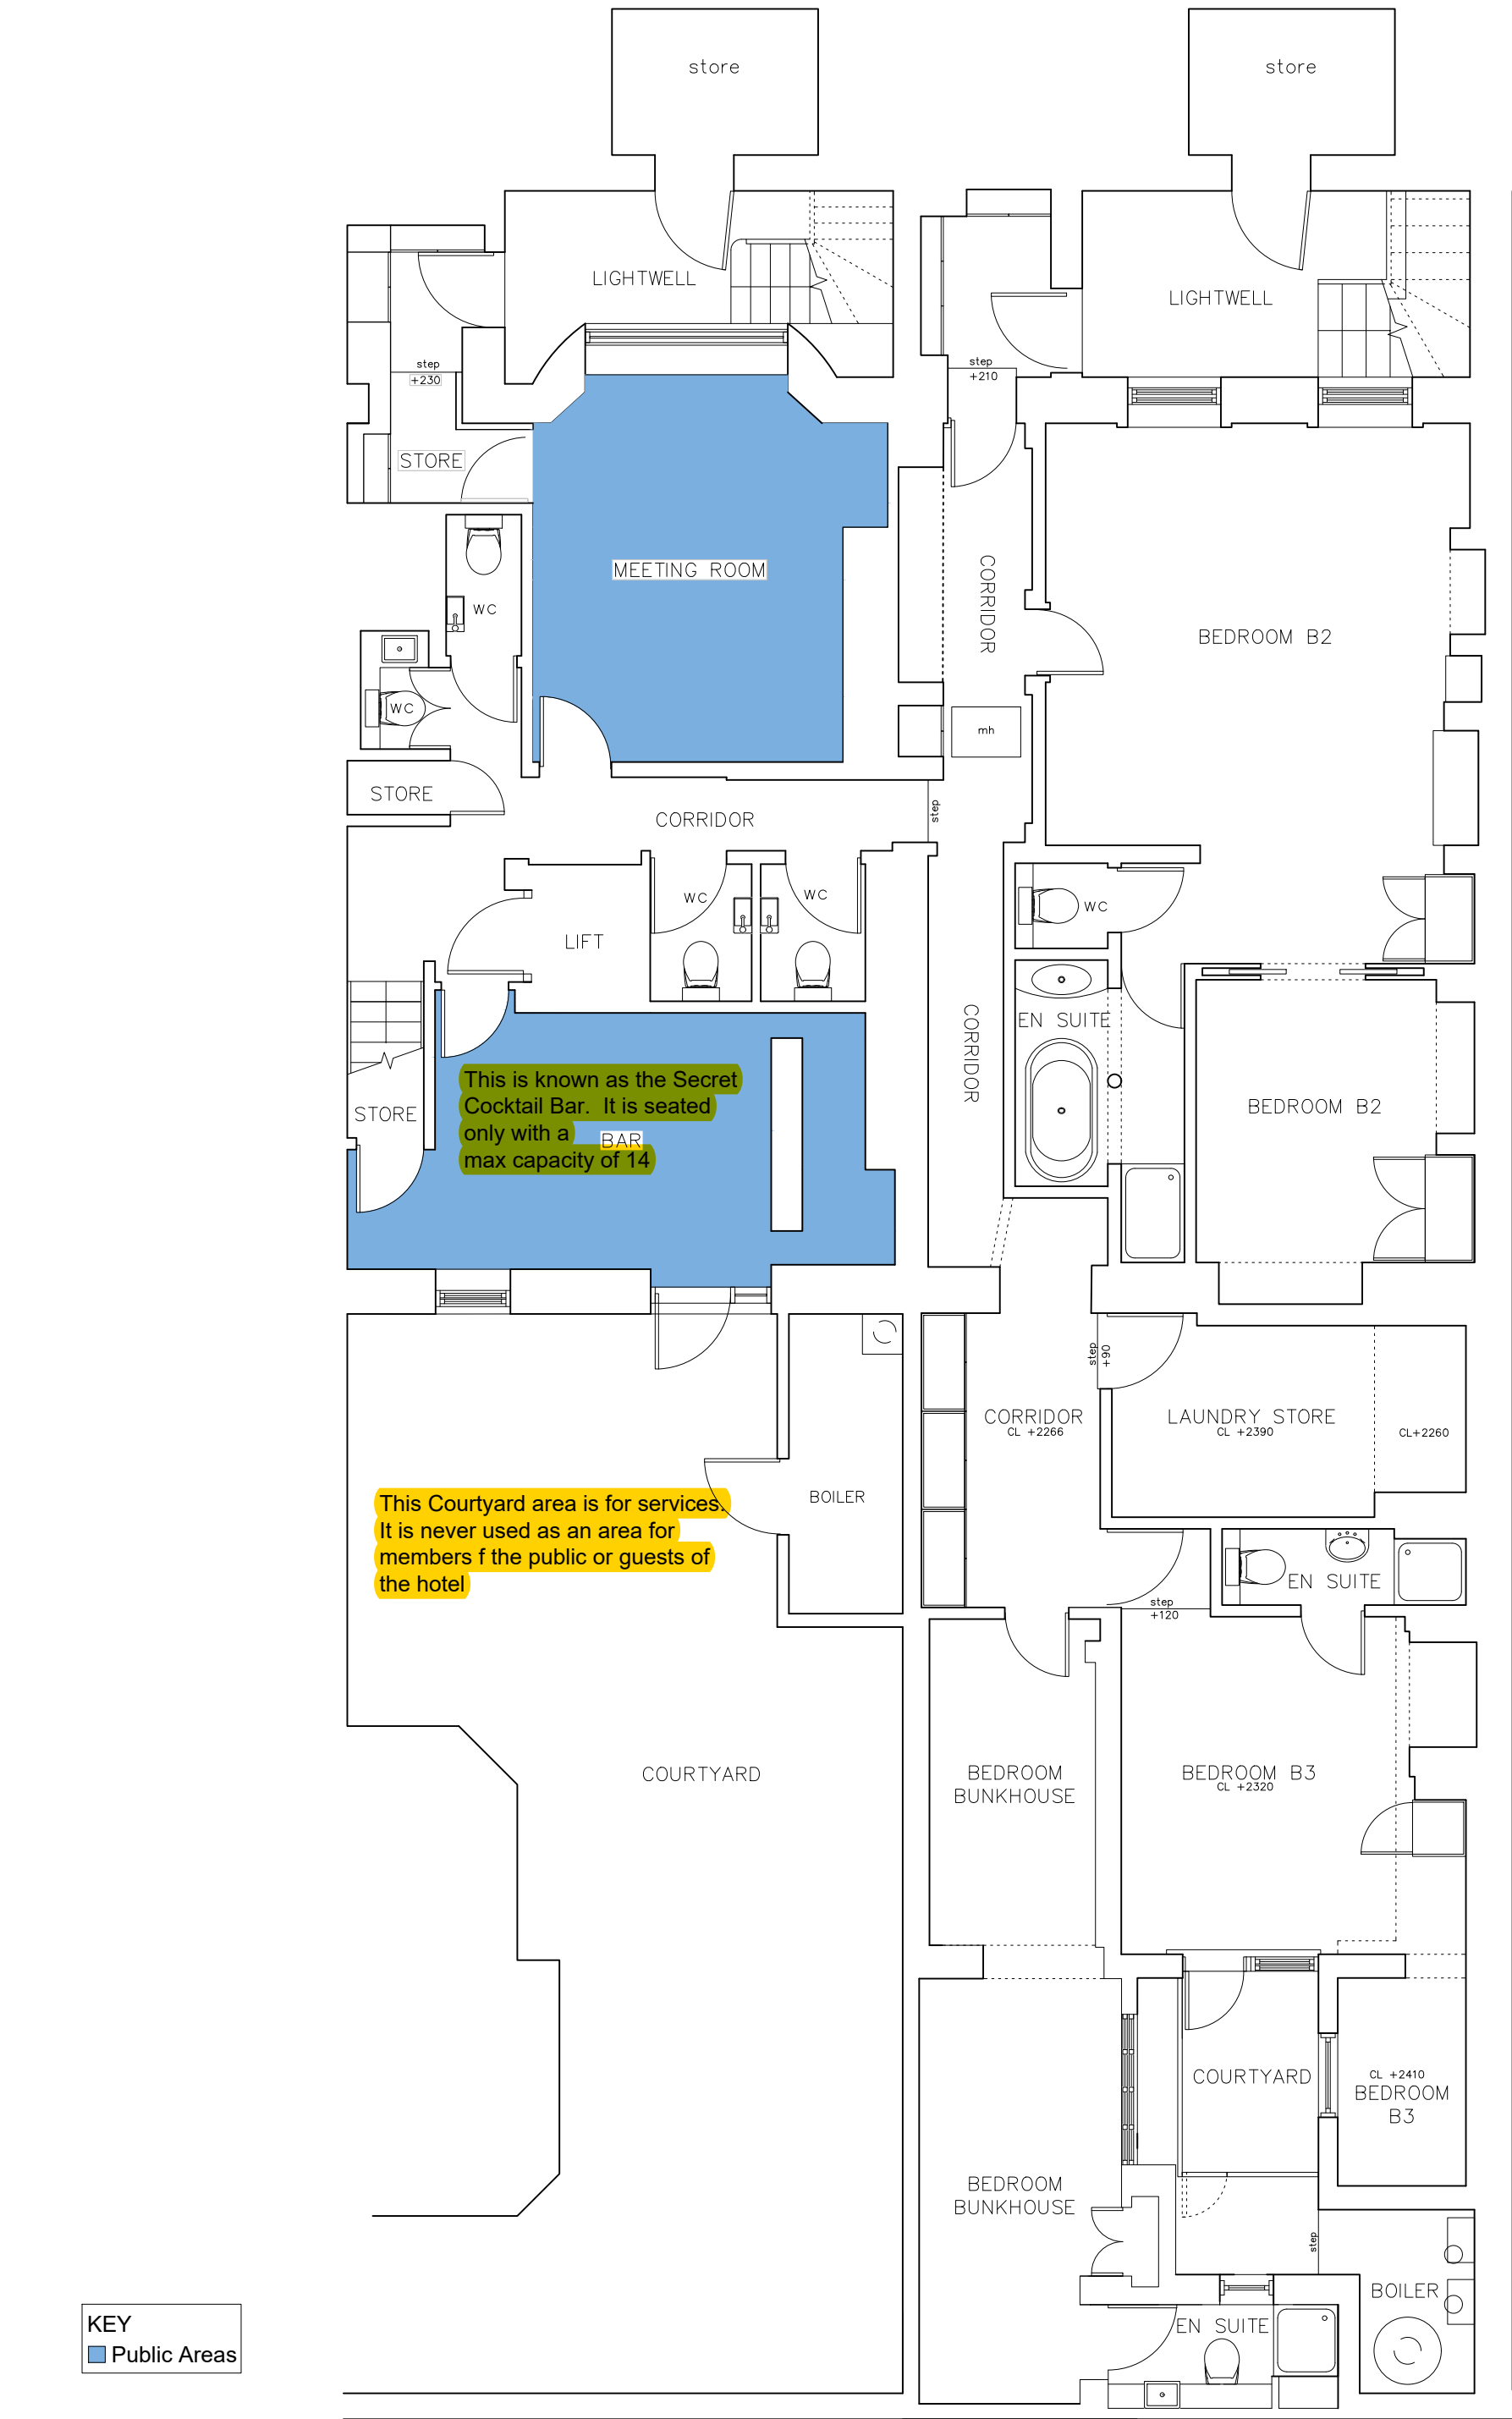 store
store
LIGHTWELL
LIGHTWELL
step
+230
step
+210
STORE
MEETING ROOM
CORRIDOR
WC
BEDROOM B2
WC
mh
STORE
CORRIDOR
step
WC
WC
WC
LIFT
EN SUITE
CORRIDOR
This is known as the Secret
Cocktail Bar. It is seated
only with a
max capacity of 14
BAR
STORE
BEDROOM B2
step
+90
CORRIDOR
CL +2266
LAUNDRY STORE
CL +2390
CL+2260
This Courtyard area is for services.
It is never used as an area for
members f the public or guests of
the hotel
BOILER
EN SUITE
step
+120
COURTYARD
BEDROOM
BUNKHOUSE
BEDROOM B3
CL +2320
COURTYARD
CL +2410
BEDROOM
B3
BEDROOM
BUNKHOUSE
step
BOILER
EN SUITE
KEY
Public Areas